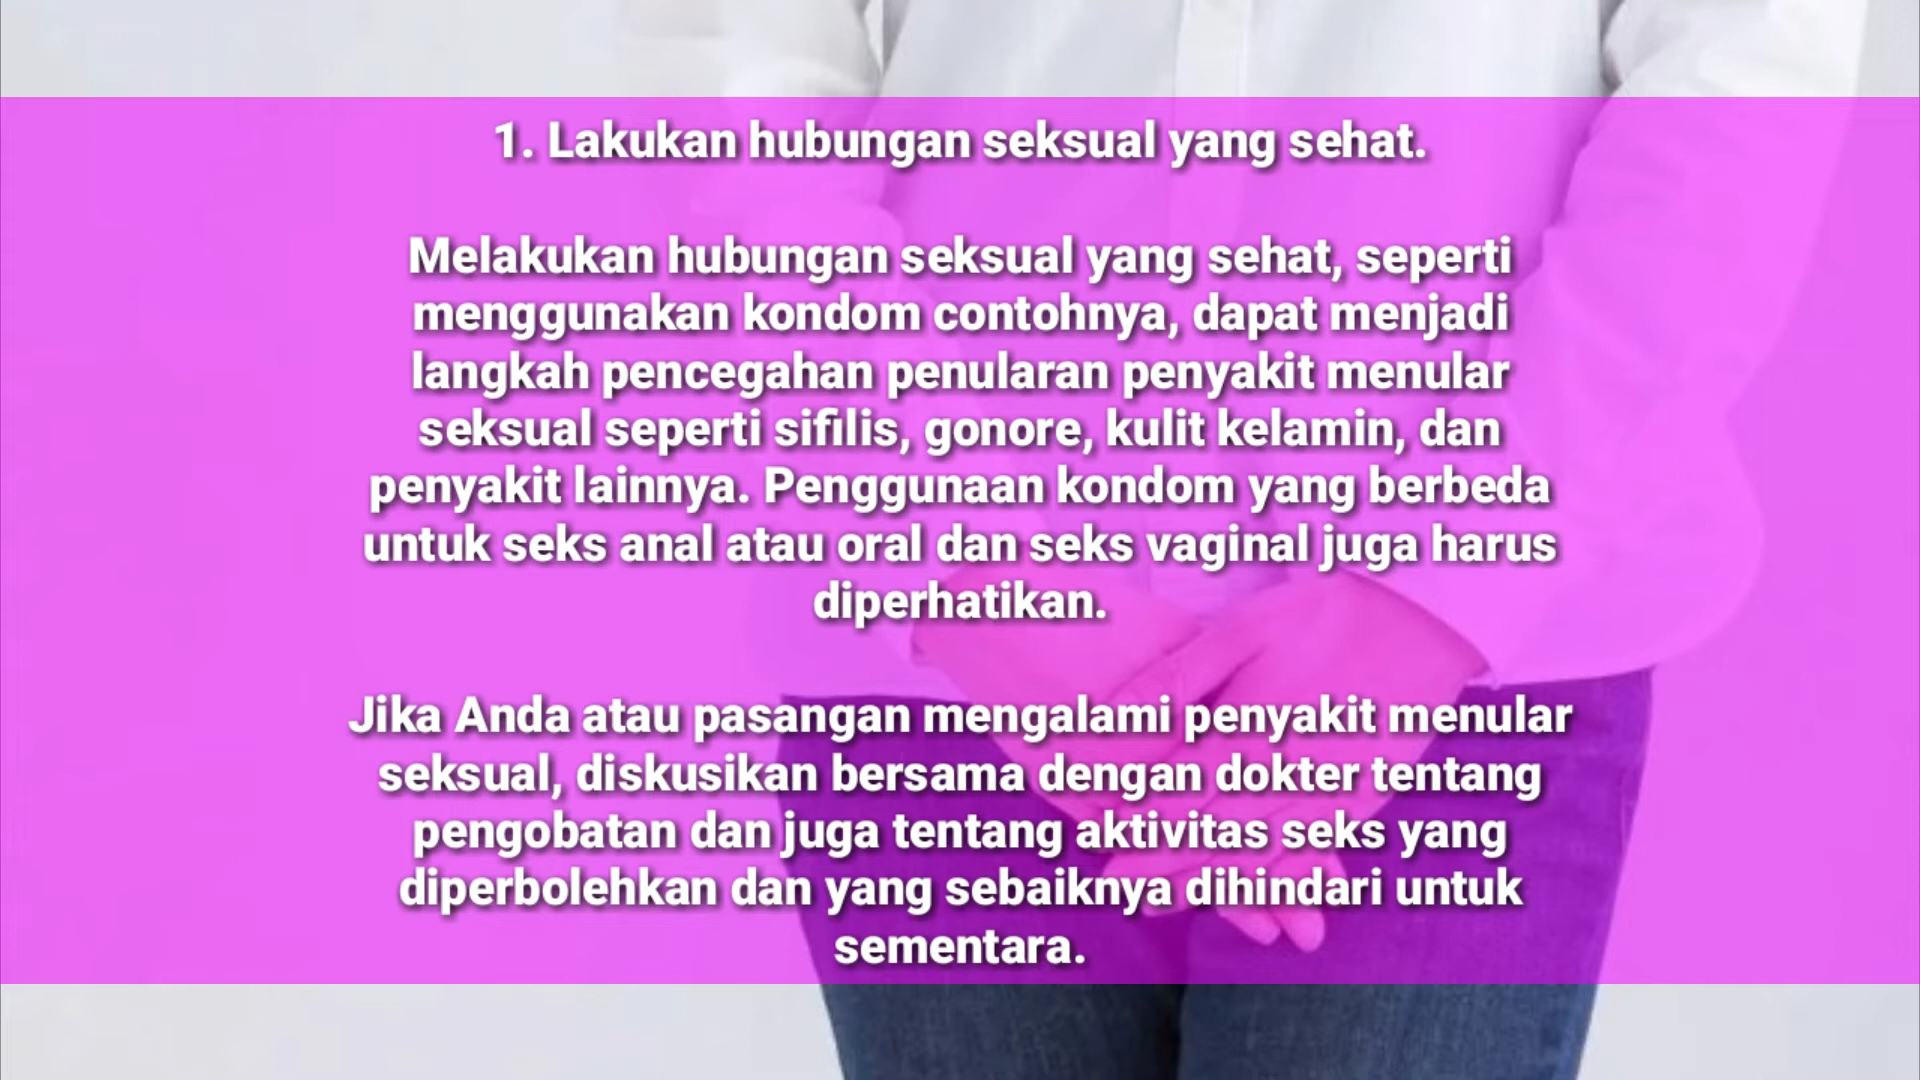 1. Lakukan hubungan seksual yang sehat.
Melakukan hubungan seksual yang sehat, seperti
menggunakan kondom contohnya, dapat menjadi
langkah pencegahan penularan penyakit menular
seksual seperti sifilis, gonore, kulit kelamin, dan
penyakit lainnya. Penggunaan kondom yang berbeda
untuk seks anal atau oral dan seks vaginal juga harus
diperhatikan.
Jika Anda atau pasangan mengalami penyakit menular
seksual, diskusikan bersama dengan dokter tentang
pengobatan dan juga tentang aktivitas seks yang
diperbolehkan dan yang sebaiknya dihindari untuk
sementara.